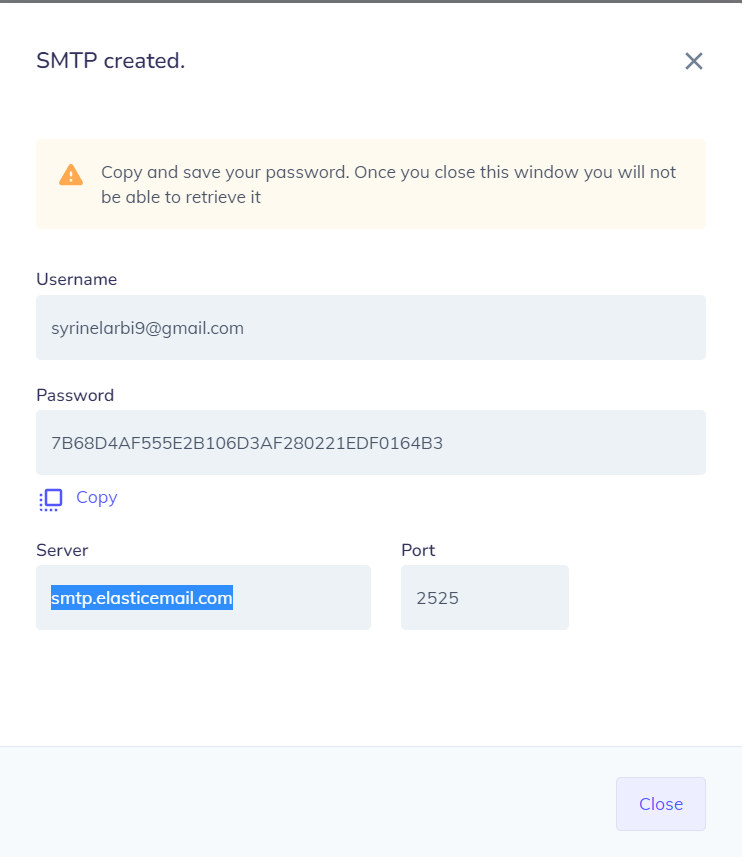 SMTP created.
Copy and save your password. Once you close this window you will not
be able to retrieve it
Username
syrinelarbi9@gmail.com
Password
7B68D4AF555E2B106D3AF280221EDF0164B3
Copy
Server
Port
smtp.elasticemail.com
2525
Close